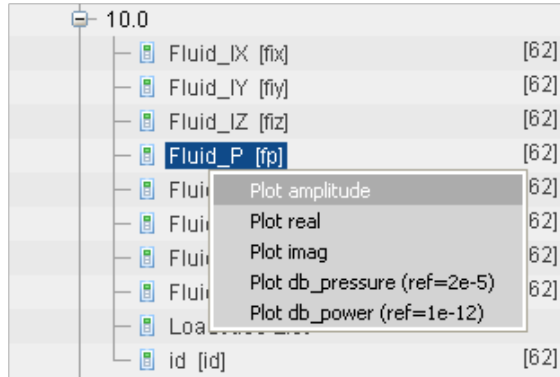 10.0
Fluid_IX [fix] [62]
Fluid_IY [fiy] [62]
Fluid_IZ [fiz] [62]
Fluid_P [fp] [62]
Plot amplitude 62]
Plot real 62]
Plot imag 62]
Plot db_pressure (ref=2e-5) 62]
Plot db_power (ref=1e-12)
id [id] [62]